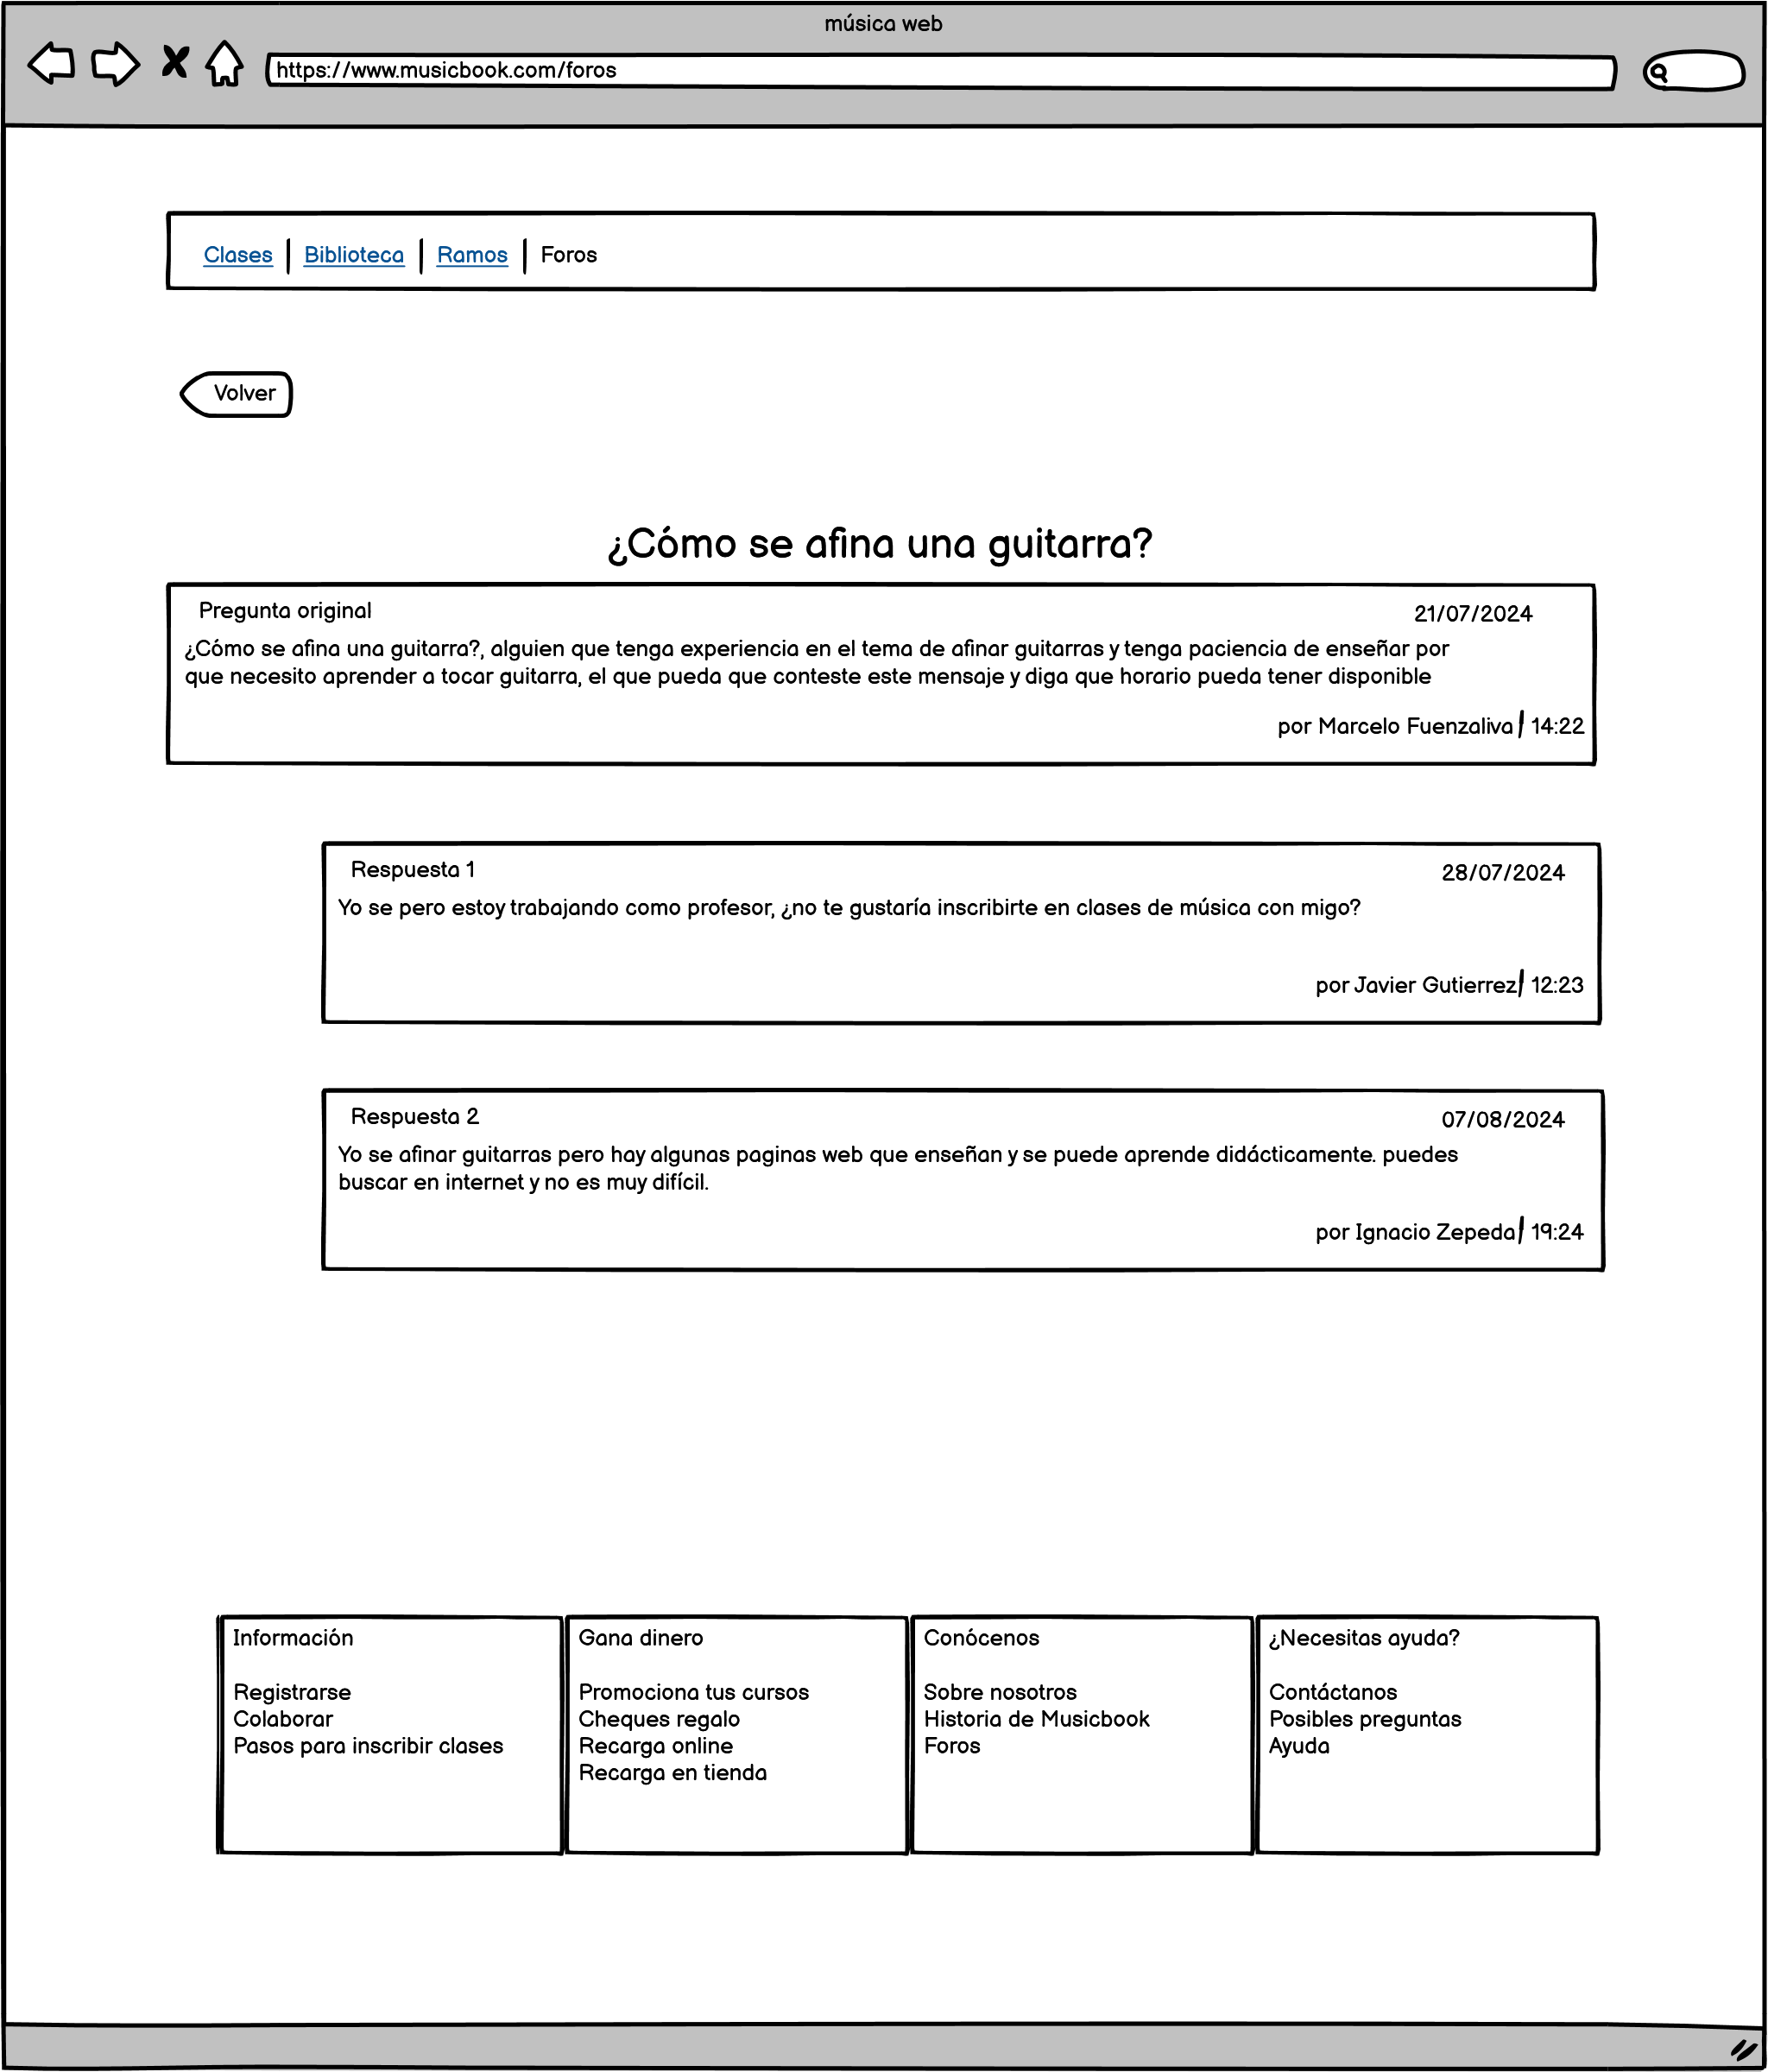 música web
https://www.musicbook.com/foros
Clases | Biblioteca | Ramos | Foros
Volver
¿Cómo se afina una guitarra?
Pregunta original
21/07/2024
¿Cómo se afina una guitarra?, alguien que tenga experiencia en el tema de afinar guitarras y tenga paciencia de enseñar por
que necesito aprender a tocar guitarra, el que pueda que conteste este mensaje y diga que horario pueda tener disponible
por Marcelo Fuenzaliva | 14:22
Respuesta 1
28/07/2024
Yo se pero estoy trabajando como profesor, ¿no te gustaría inscribirte en clases de música con migo?
por Javier Gutierrez | 12:23
Respuesta 2
07/08/2024
Yo se afinar guitarras pero hay algunas paginas web que enseñan y se puede aprende didácticamente. puedes
buscar en internet y no es muy difícil.
por Ignacio Zepeda | 19:24
Información
Registrarse
Colaborar
Pasos para inscribir clases
Gana dinero
Promociona tus cursos
Cheques regalo
Recarga online
Recarga en tienda
Conócenos
Sobre nosotros
Historia de Musicbook
Foros
¿Necesitas ayuda?
Contáctanos
Posibles preguntas
Ayuda